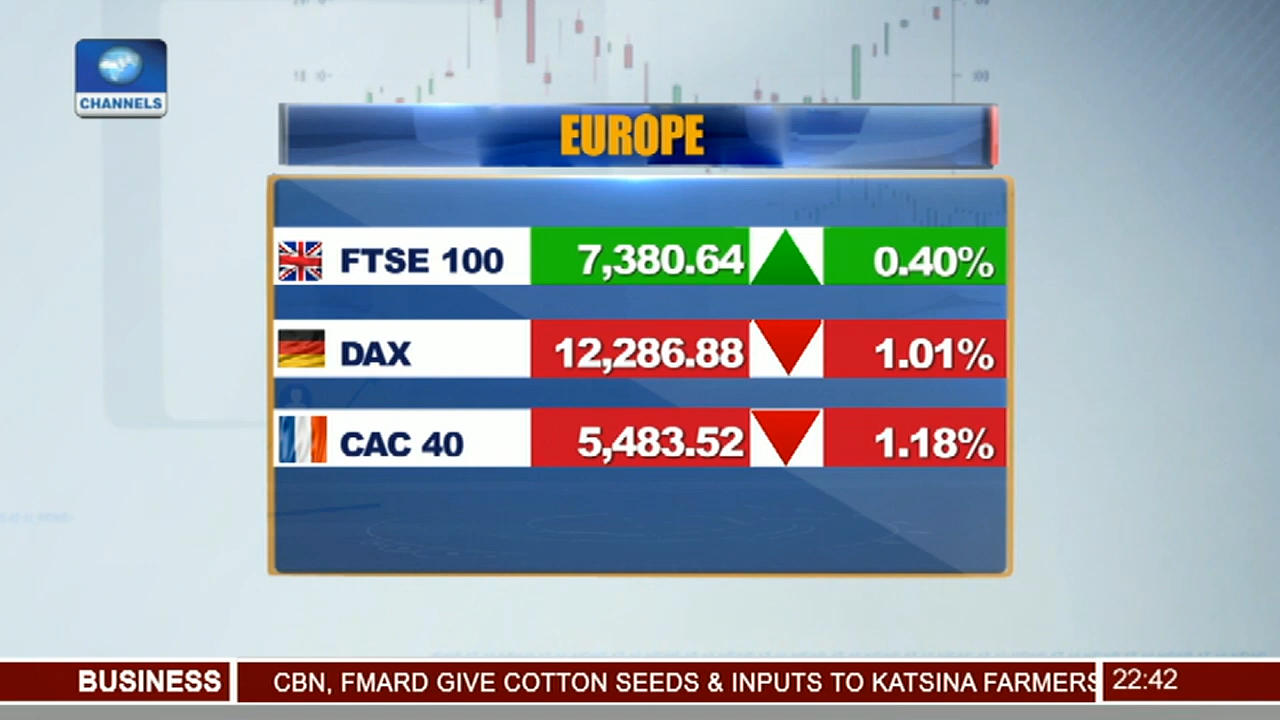 CHANNELS
EUROPE
FTSE 100 7,380.64 0.40%
DAX 12,286.88 1.01%
CAC 40 5,483.52 1.18%
BUSINESS CBN, FMARD GIVE COTTON SEEDS & INPUTS TO KATSINA FARMERS 22:42